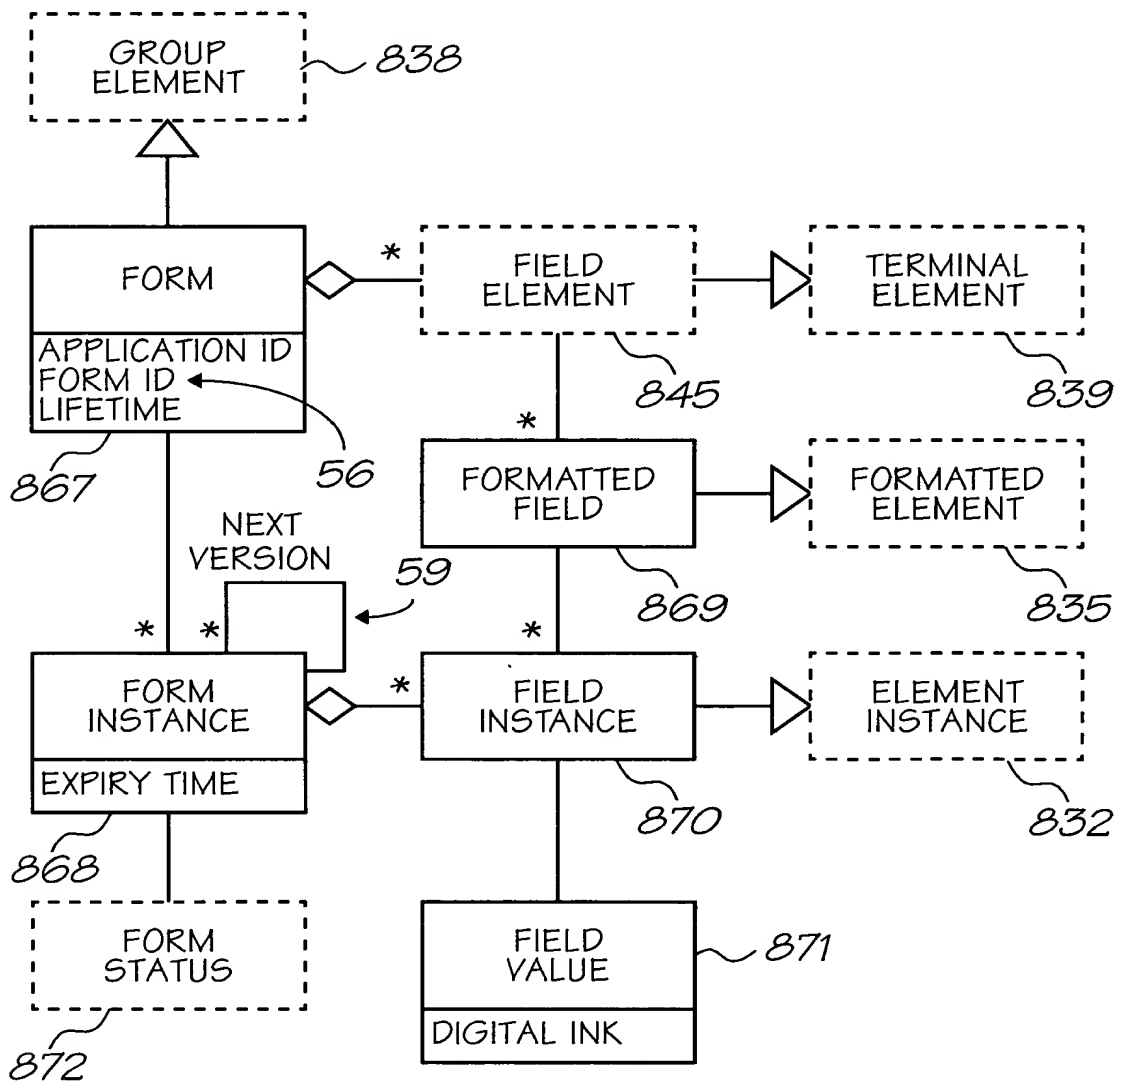 GROUP
ELEMENT
838
FORM
*
FIELD
ELEMENT
TERMINAL
ELEMENT
APPLICATION ID
FORM ID
LIFETIME
845
839
*
867
56
FORMATTED
FIELD
FORMATTED
ELEMENT
NEXT
VERSION
59
869
835
*
*
*
FORM
INSTANCE
*
FIELD
INSTANCE
ELEMENT
INSTANCE
EXPIRY TIME
868
870
832
FORM
STATUS
FIELD
VALUE
871
DIGITAL INK
872